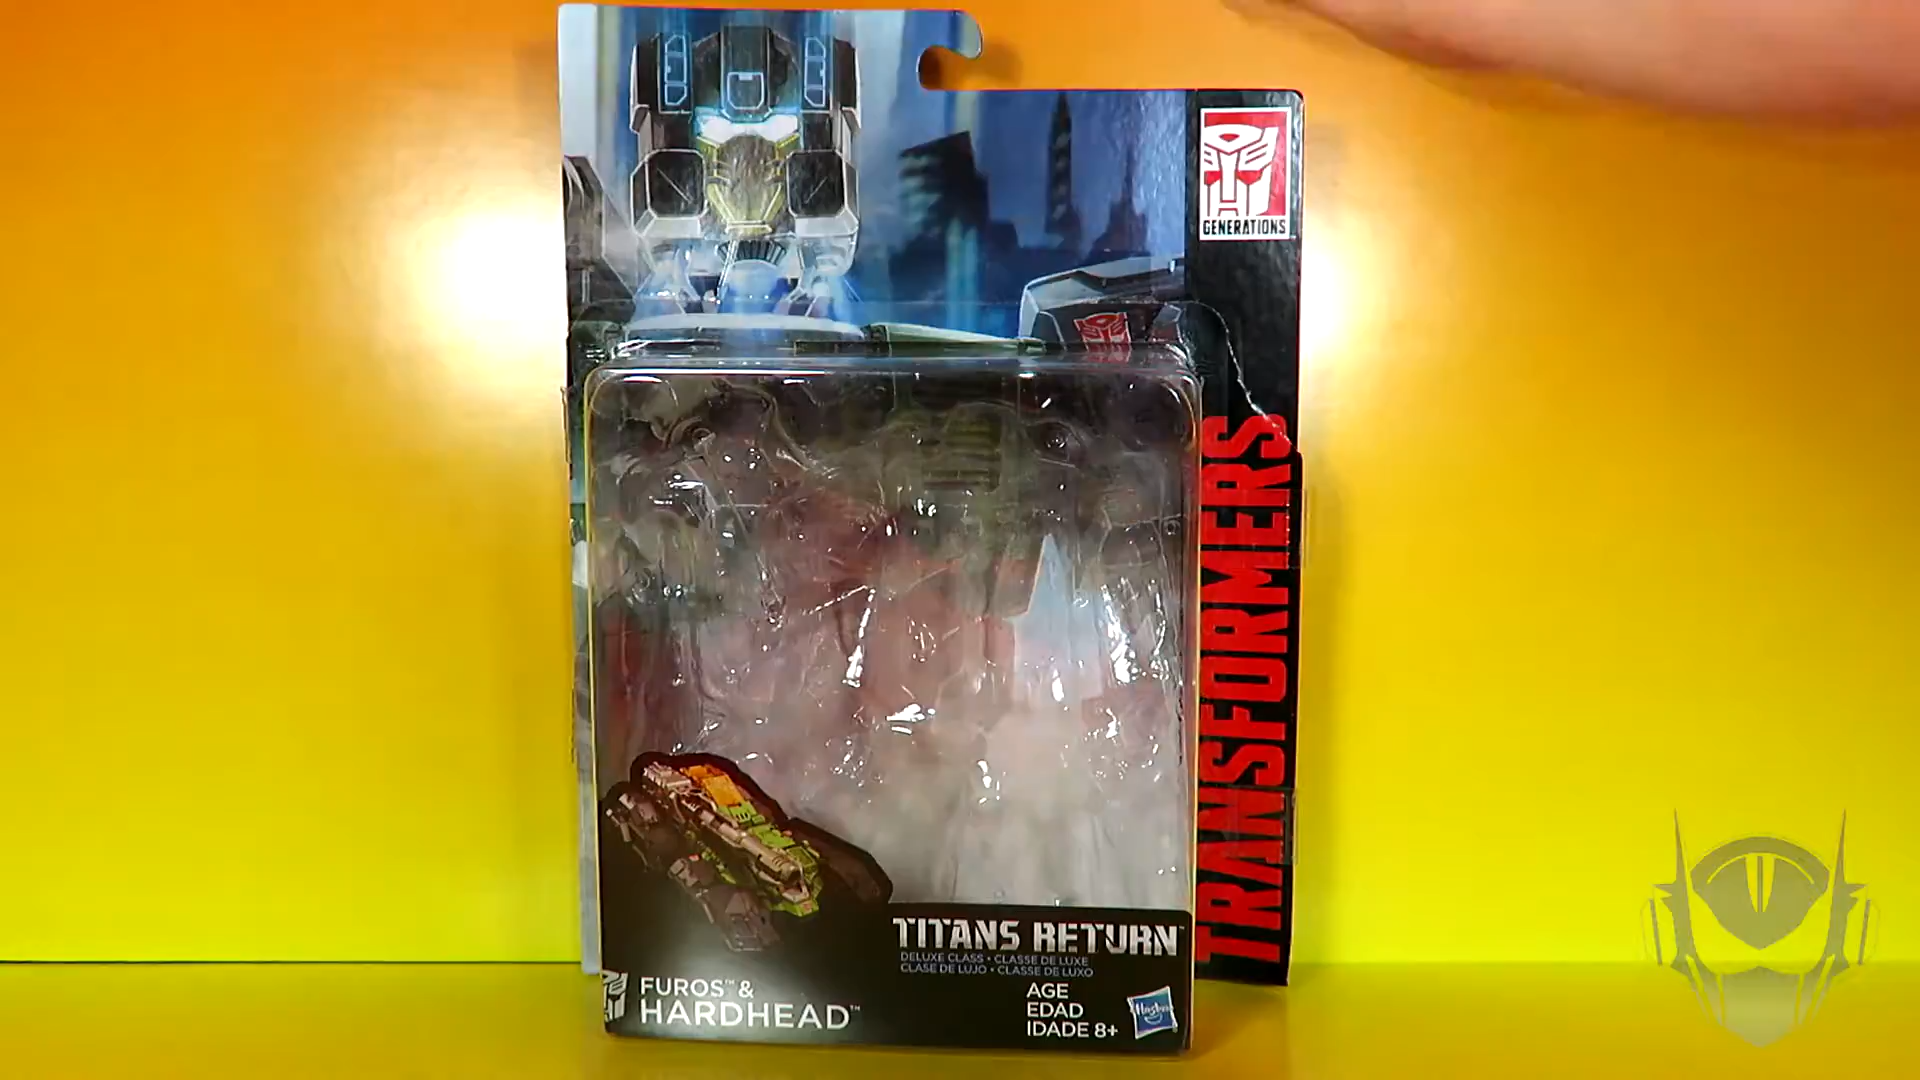 GENERATIONS
TRANSFORMERS
TITANS RETURN™
DELUXE CLASS • CLASSE DE LUXE
CLASE DE LUJO • CLASSE DE LUXO
FUROS™ &
HARDHEAD™
AGE
EDAD
IDADE 8+
Hasbro